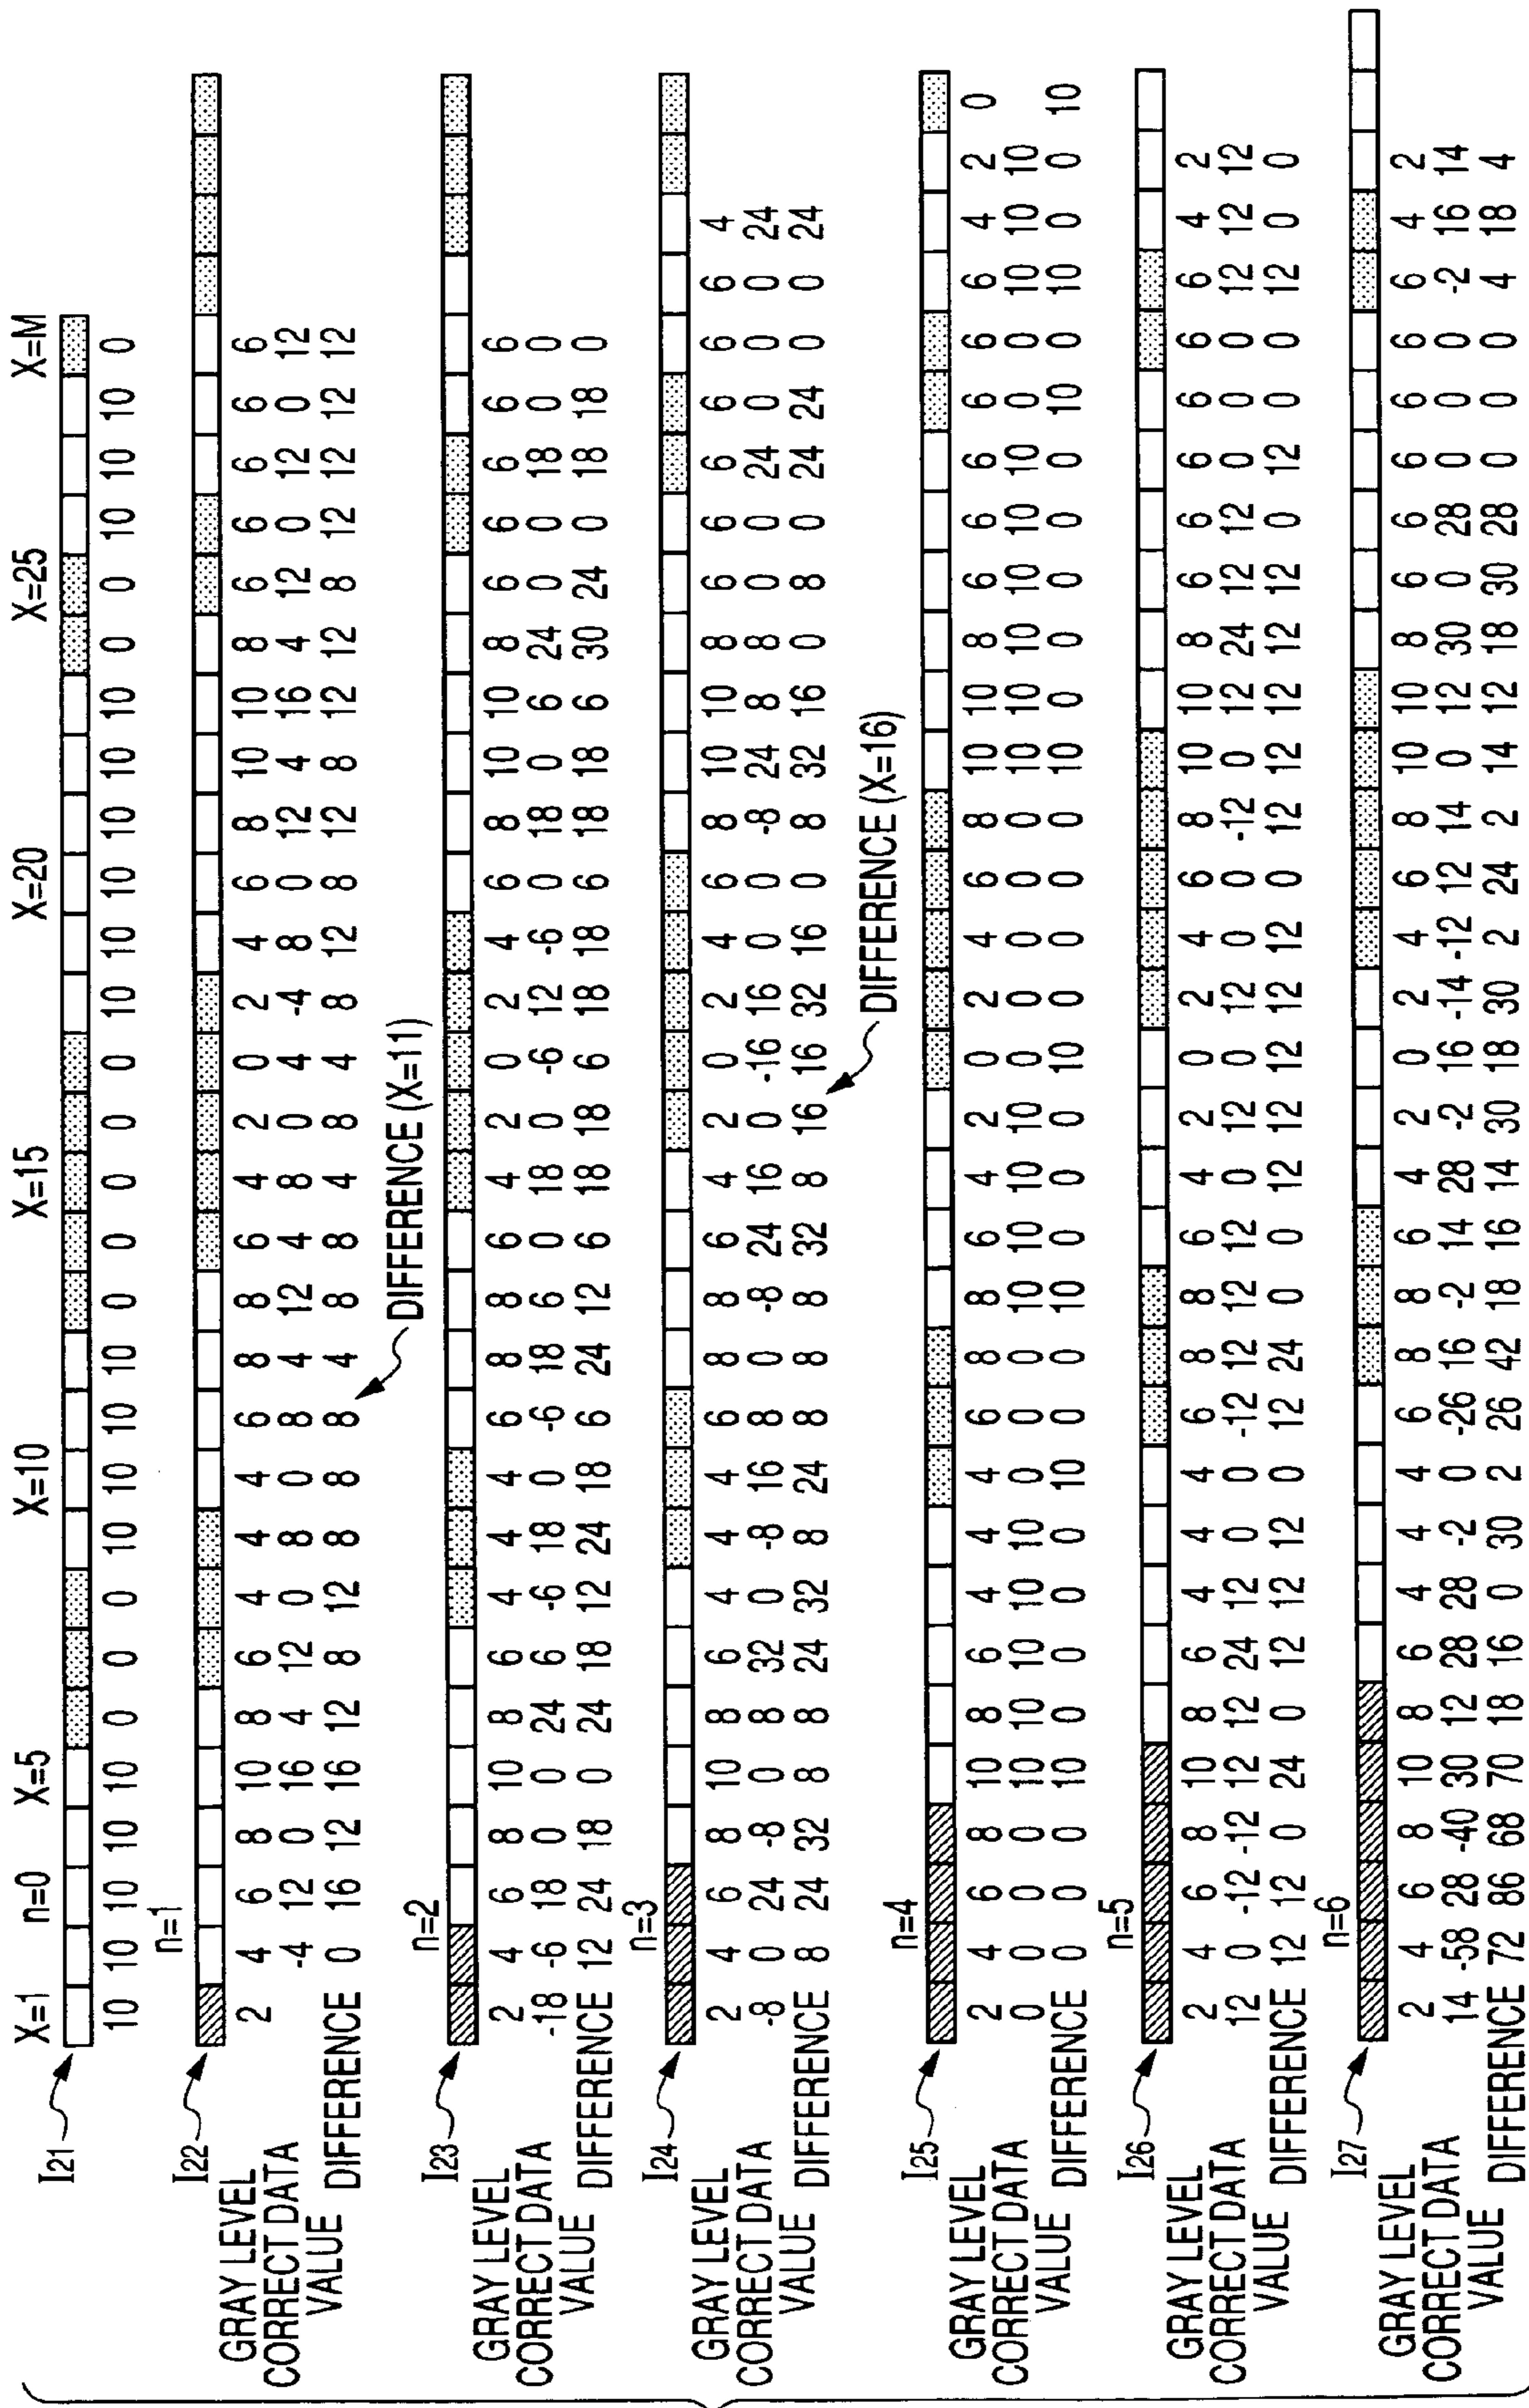 X=1 n=0 X=5 X=10 X=15 X=20 X=25 X=M
I21
10 10 10 10 10 0 0 0 10 10 10 10 0 0 0 0 0 10 10 10 10 10 10 0 0 10 10 10 0
n=1
I22
GRAY LEVEL 2 4 6 8 10 8 6 4 4 4 6 8 8 6 4 2 0 2 4 6 8 10 10 8 6 6 6 6 6
CORRECT DATA -4 12 0 16 4 12 0 8 0 8 4 12 4 8 0 4 -4 8 0 12 4 16 4 12 0 12 0 12
VALUE DIFFERENCE 0 16 12 16 12 8 12 8 8 8 4 8 8 4 8 4 8 12 8 12 8 12 12 8 12 12 12 12
DIFFERENCE (X=11)
n=2
I23
GRAY LEVEL 2 4 6 8 10 8 6 4 4 4 6 8 8 6 4 2 0 2 4 6 8 10 10 8 6 6 6 6 6
CORRECT DATA -18 -6 18 0 0 24 6 -6 18 0 -6 18 6 0 18 0 -6 12 -6 0 18 0 6 24 0 0 18 0 0
VALUE DIFFERENCE 12 24 18 0 24 18 12 24 18 6 24 12 6 18 18 6 18 18 6 18 18 6 30 24 0 18 18 0
n=3
I24
GRAY LEVEL 2 4 6 8 10 8 6 4 4 4 6 8 8 6 4 2 0 2 4 6 8 10 10 8 6 6 6 6 6 6 4
CORRECT DATA -8 0 24 -8 0 8 32 0 -8 16 8 0 -8 24 16 0 -16 16 0 0 -8 24 8 8 0 0 24 0 0 0 24
VALUE DIFFERENCE 8 24 32 8 8 24 32 8 24 8 8 8 32 8 16 16 32 16 0 8 32 16 0 8 0 24 24 0 0 24
DIFFERENCE (X=16)
n=4
I25
GRAY LEVEL 2 4 6 8 10 8 6 4 4 4 6 8 8 6 4 2 0 2 4 6 8 10 10 8 6 6 6 6 6 6 4 2 0
CORRECT DATA 0 0 0 0 10 10 10 10 10 0 0 0 10 10 10 10 0 0 0 0 0 10 10 10 10 10 10 0 0 10 10 10
VALUE DIFFERENCE 0 0 0 10 0 0 0 0 10 0 0 10 0 0 0 10 0 0 0 0 10 0 0 0 0 0 10 0 10 0 0 10
n=5
I26
GRAY LEVEL 2 4 6 8 10 8 6 4 4 4 6 8 8 6 4 2 0 2 4 6 8 10 10 8 6 6 6 6 6 6 4 2
CORRECT DATA 12 0 -12 -12 12 12 24 12 0 0 -12 12 12 12 0 12 0 12 0 0 -12 0 12 24 12 12 0 0 0 12 12 12
VALUE DIFFERENCE 12 12 0 24 0 12 12 12 0 12 24 0 0 12 12 12 12 12 0 12 12 12 12 12 0 12 0 0 12 0 0
n=6
I27
GRAY LEVEL 2 4 6 8 10 8 6 4 4 4 6 8 8 6 4 2 0 2 4 6 8 10 10 8 6 6 6 6 6 6 4 2
CORRECT DATA 14 -58 28 -40 30 12 28 28 -2 0 -26 16 -2 14 28 -2 16 -14 -12 12 14 0 12 30 0 28 0 0 0 -2 16 14
VALUE DIFFERENCE 72 86 68 70 18 16 0 30 2 26 42 18 16 14 30 18 30 2 24 2 14 12 18 30 28 0 0 0 4 18 4